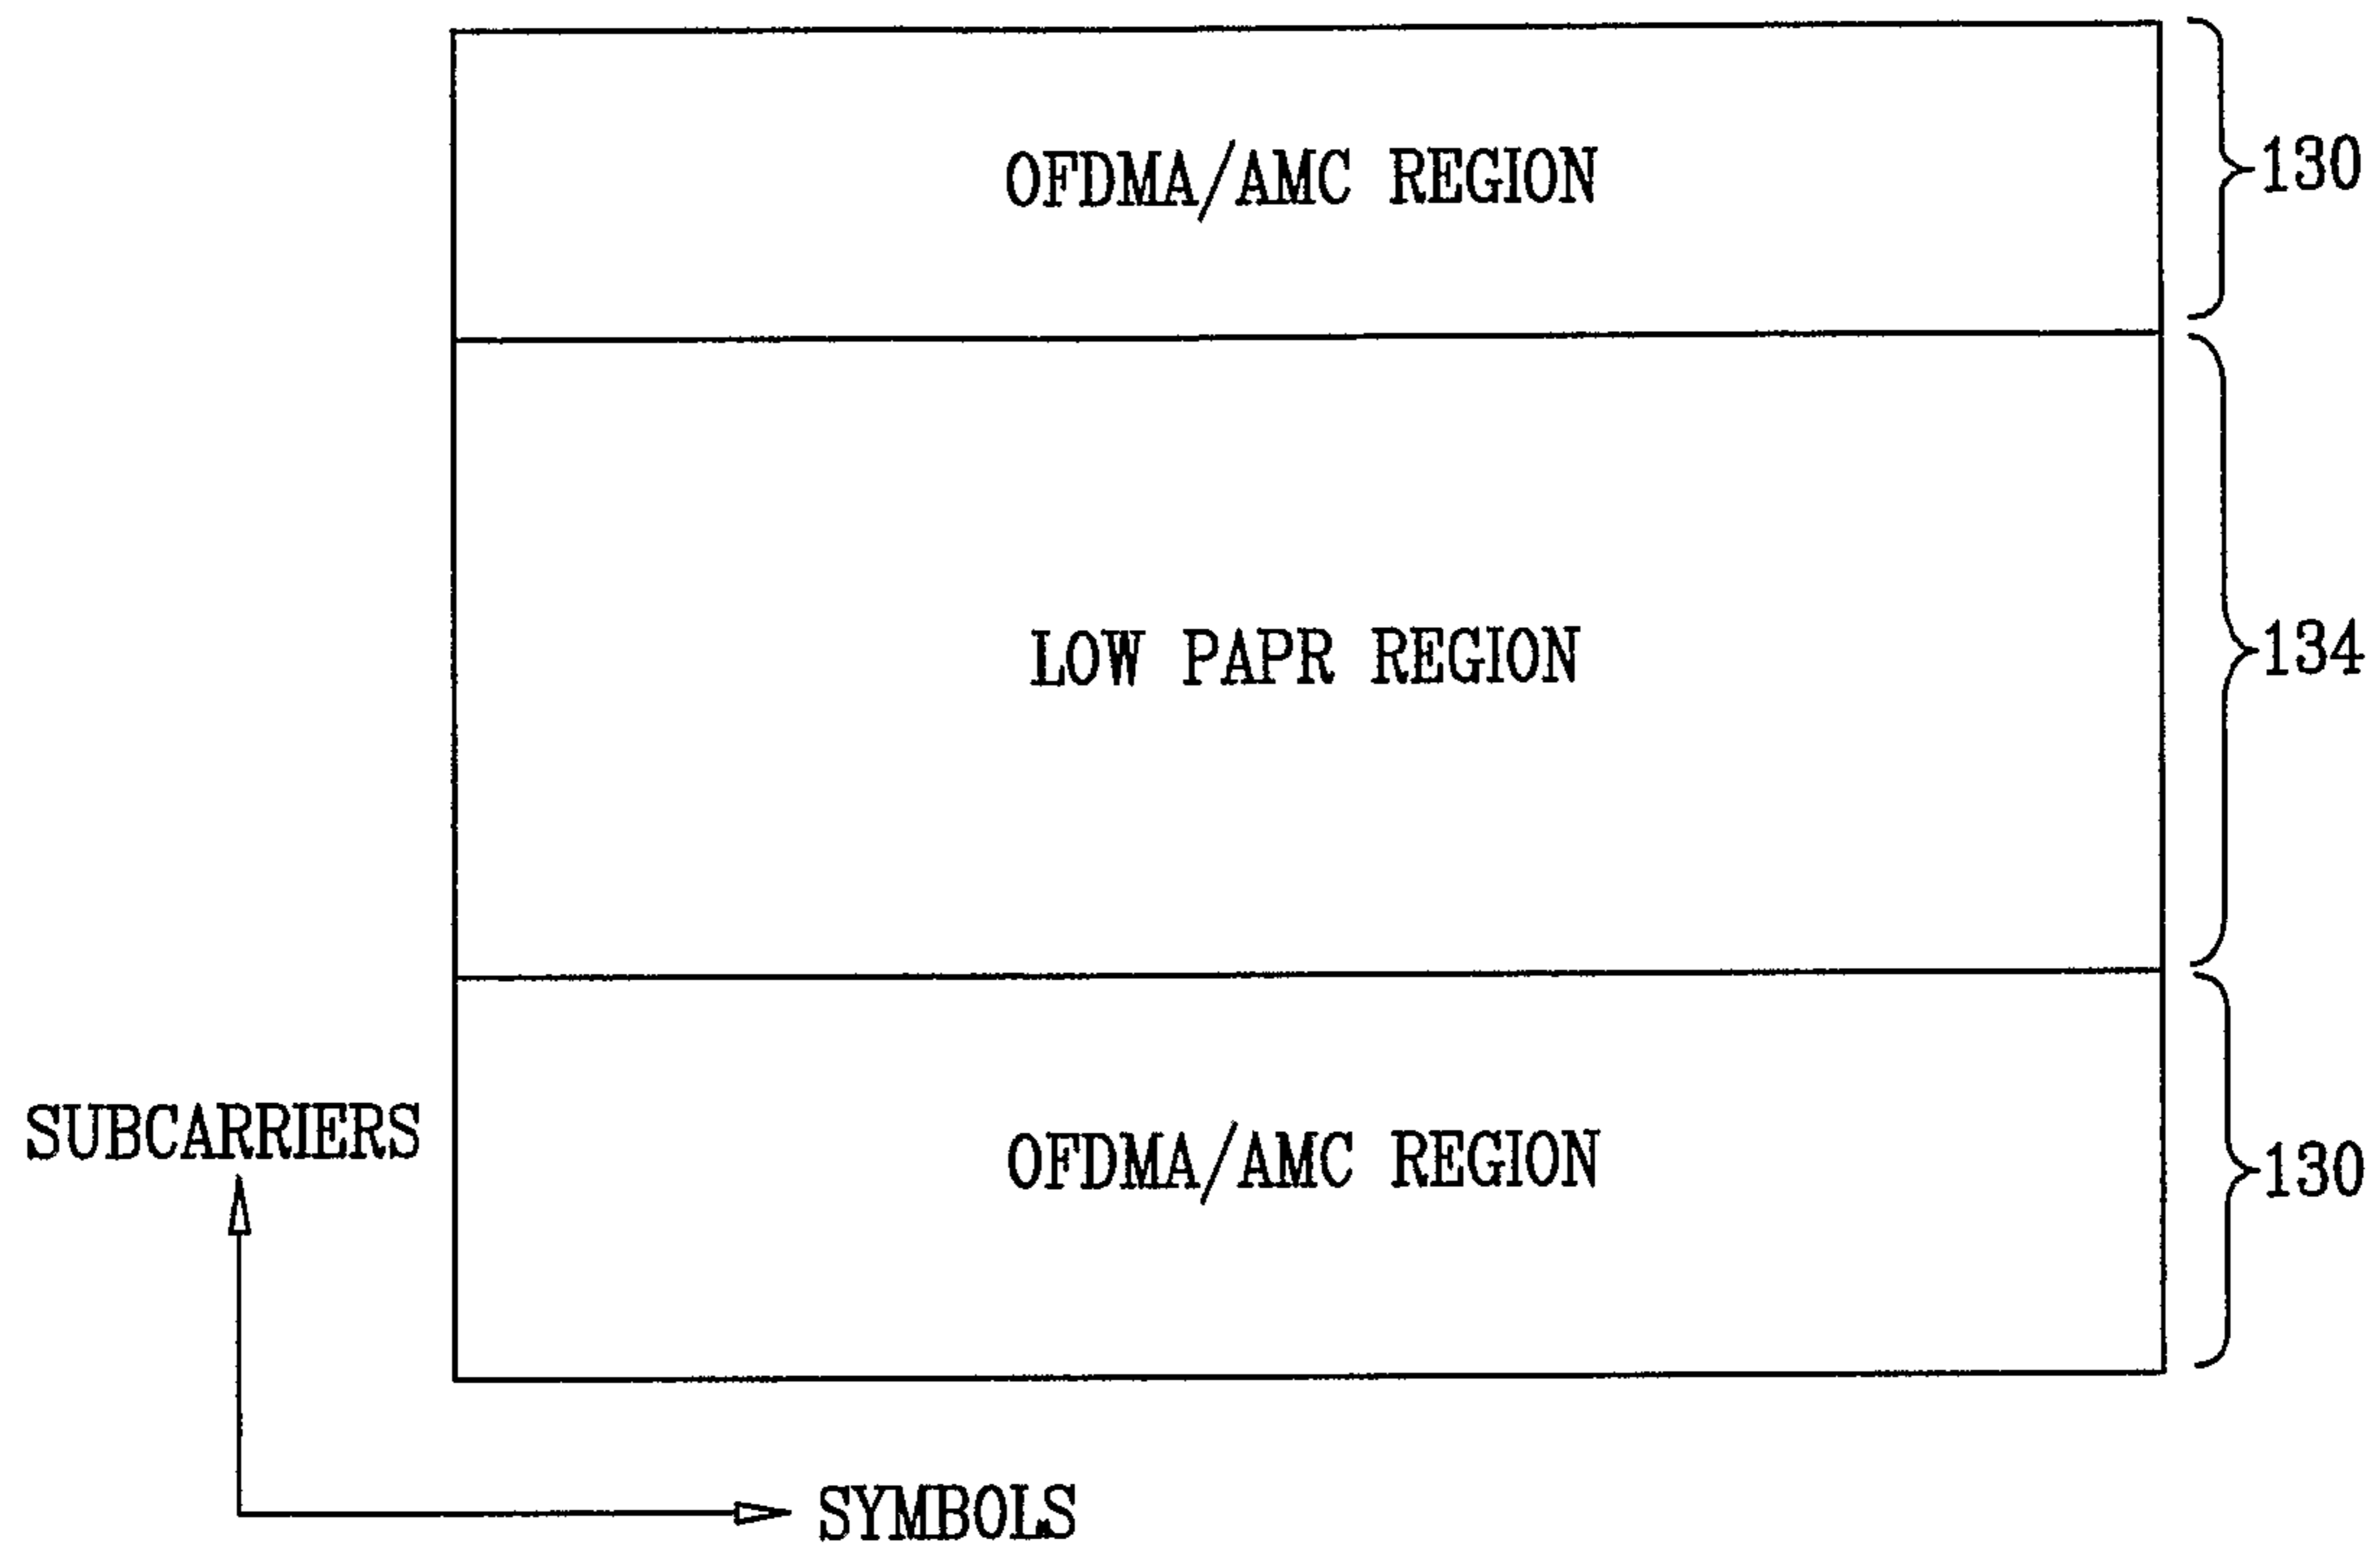 OFDMA/AMC REGION
130
LOW PAPR REGION
134
SUBCARRIERS
OFDMA/AMC REGION
130
SYMBOLS